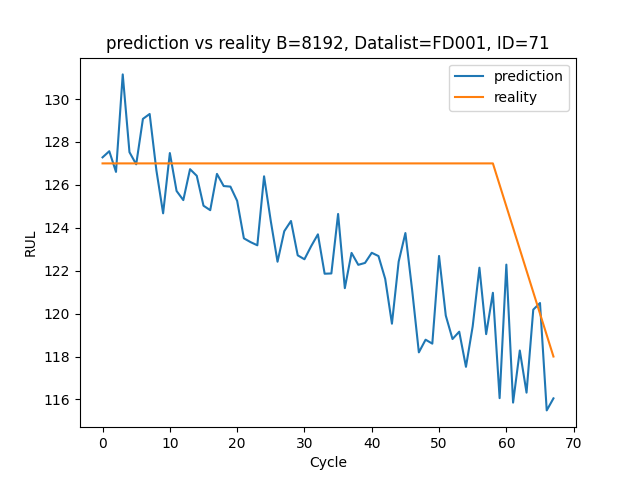 prediction vs reality B=8192, Datalist=FD001, ID=71
prediction
reality
RUL
130
128
126
124
122
120
118
116
0 10 20 30 40 50 60 70
Cycle